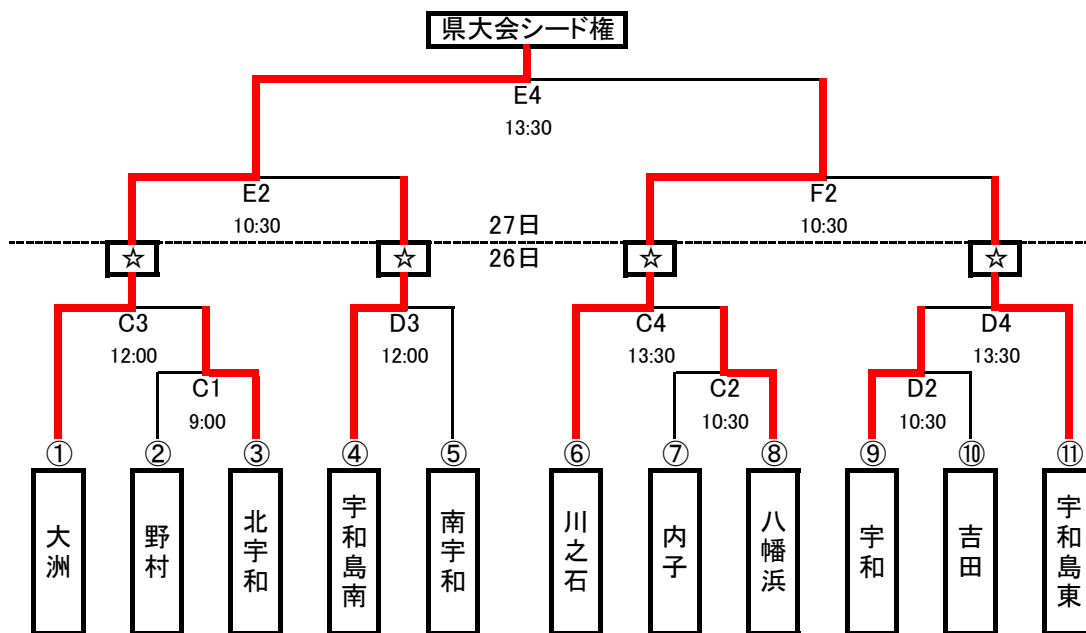 県大会シード権
E4
13:30
E2
F2
10:30
10:30
27日
☆ ☆ ☆ ☆
26日
C3
D3
C4
D4
12:00
12:00
13:30
13:30
C1
C2
D2
9:00
10:30
10:30
① ② ③ ④ ⑤ ⑥ ⑦ ⑧ ⑨ ⑩ ⑪
大洲
野村
北宇和
宇和島南
南宇和
川之石
内子
八幡浜
宇和
吉田
宇和島東